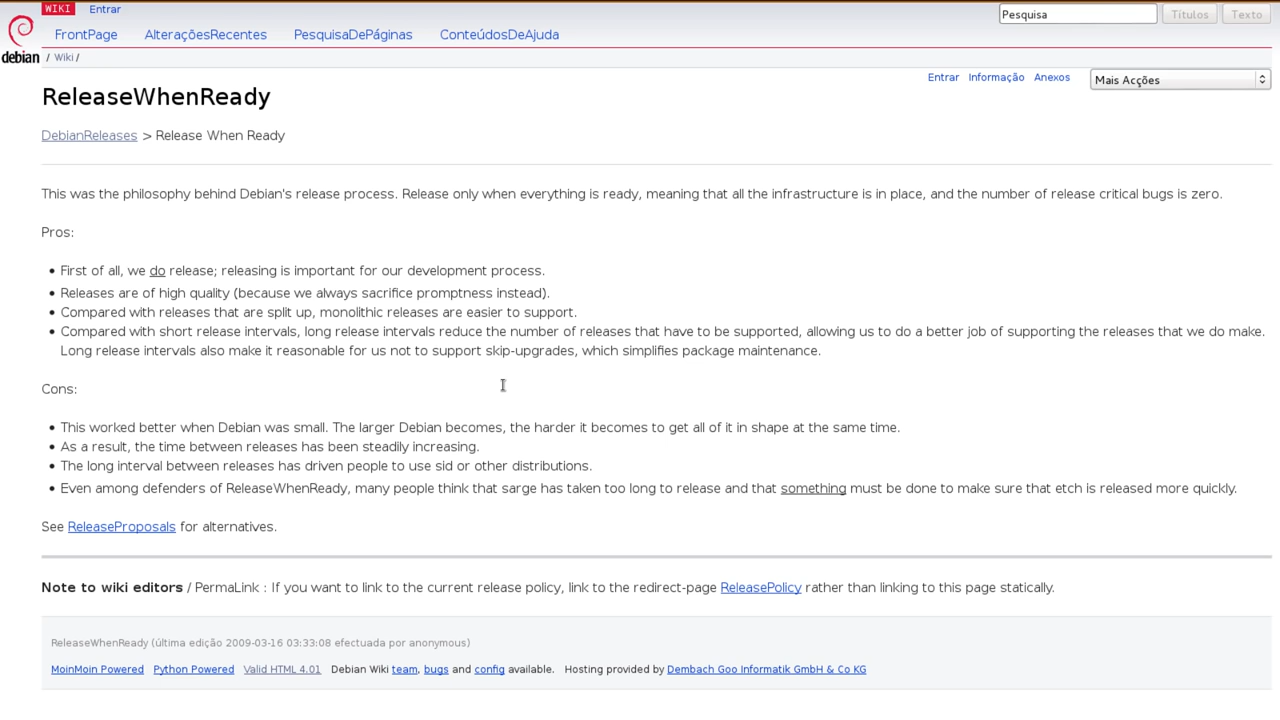 WIKI Entrar
Pesquisa Títulos Texto
FrontPage AlteraçõesRecentes PesquisaDePáginas ConteúdosDeAjuda
debian / Wiki /
Entrar Informação Anexos Mais Acções
ReleaseWhenReady
DebianReleases > Release When Ready
This was the philosophy behind Debian's release process. Release only when everything is ready, meaning that all the infrastructure is in place, and the number of release critical bugs is zero.
Pros:
• First of all, we do release; releasing is important for our development process.
• Releases are of high quality (because we always sacrifice promptness instead).
• Compared with releases that are split up, monolithic releases are easier to support.
• Compared with short release intervals, long release intervals reduce the number of releases that have to be supported, allowing us to do a better job of supporting the releases that we do make.
Long release intervals also make it reasonable for us not to support skip-upgrades, which simplifies package maintenance.
Cons:
• This worked better when Debian was small. The larger Debian becomes, the harder it becomes to get all of it in shape at the same time.
• As a result, the time between releases has been steadily increasing.
• The long interval between releases has driven people to use sid or other distributions.
• Even among defenders of ReleaseWhenReady, many people think that sarge has taken too long to release and that something must be done to make sure that etch is released more quickly.
See ReleaseProposals for alternatives.
Note to wiki editors / PermaLink : If you want to link to the current release policy, link to the redirect-page ReleasePolicy rather than linking to this page statically.
ReleaseWhenReady (última edição 2009-03-16 03:33:08 efectuada por anonymous)
MoinMoin Powered Python Powered Valid HTML 4.01 Debian Wiki team, bugs and config available. Hosting provided by Dembach Goo Informatik GmbH & Co KG